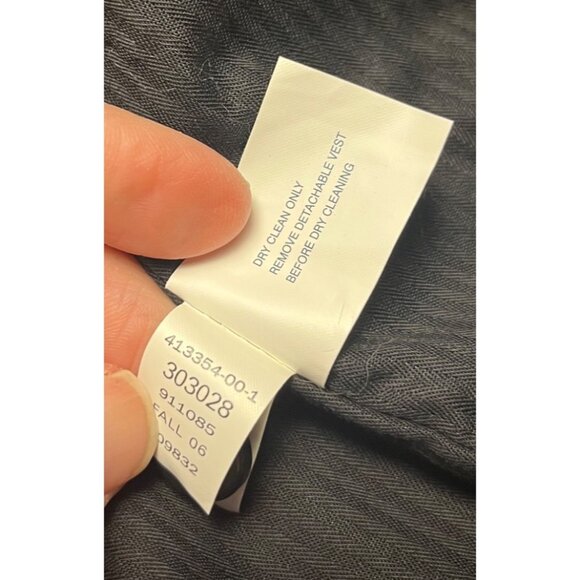 DRY CLEAN ONLY
REMOVE DETACHABLE VEST
BEFORE DRY CLEANING
413354-00-1
303028
911085
FALL 06
09832